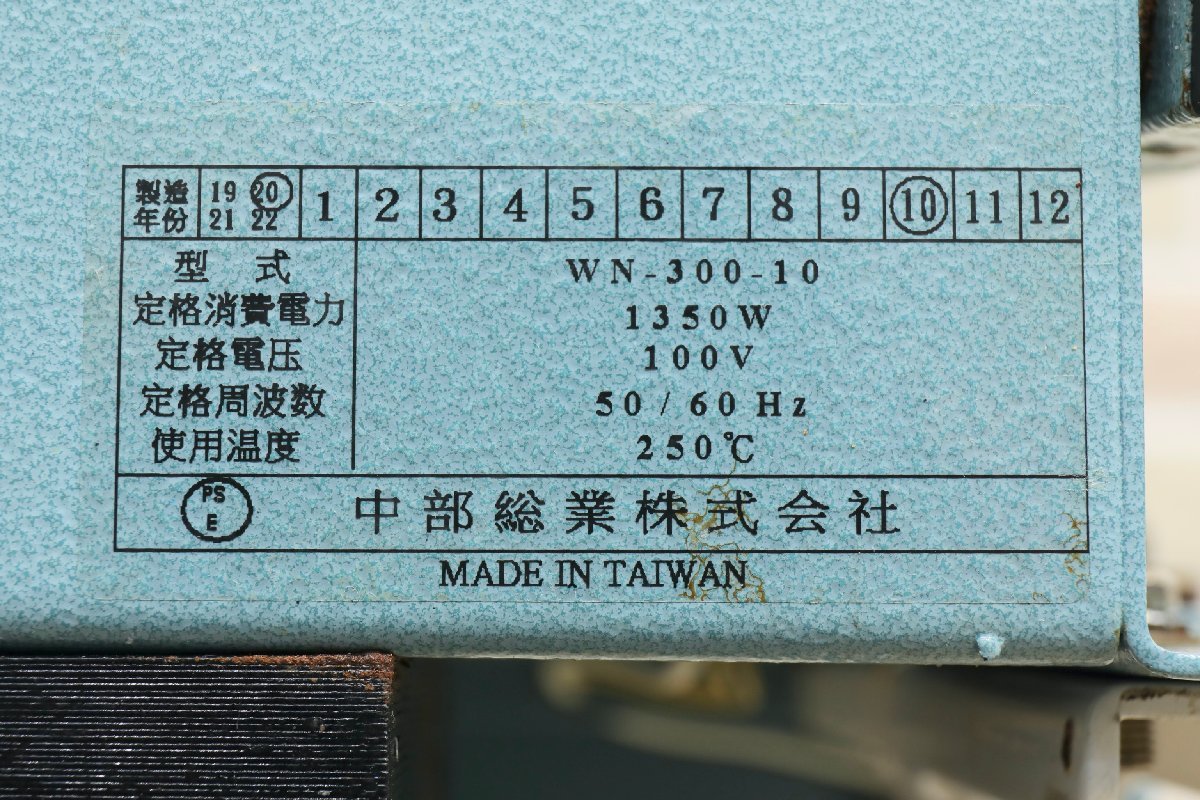 製造年份 19 20 21 22 1 2 3 4 5 6 7 8 9 10 11 12
型式 WN-300-10
定格消費電力 1350W
定格電圧 100V
定格周波数 50/60Hz
使用温度 250℃
PSE 中部総業株式会社
MADE IN TAIWAN